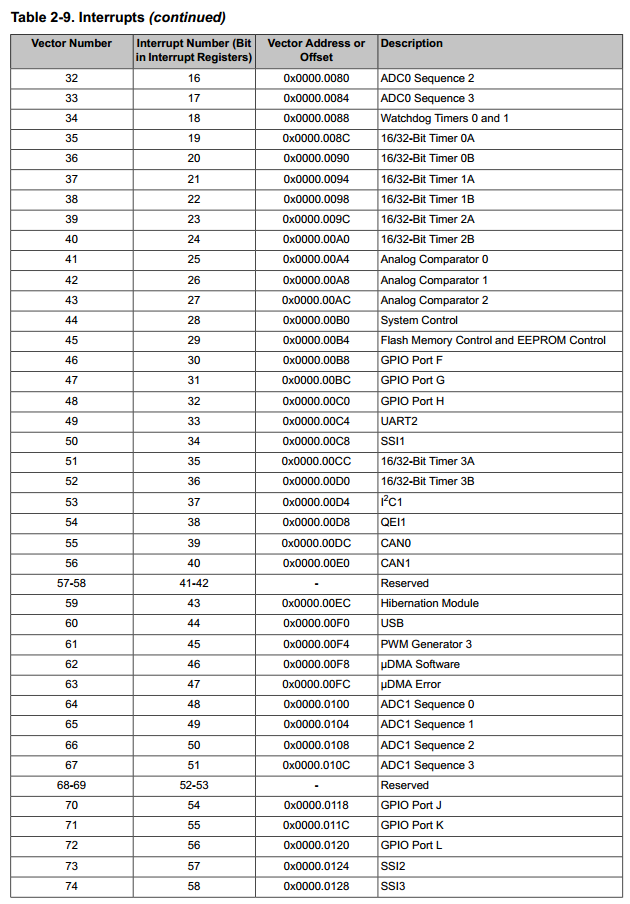 Table 2-9. Interrupts (continued)
Vector Number Interrupt Number (Bit in Interrupt Registers) Vector Address or Offset Description
32 16 0x0000.0080 ADC0 Sequence 2
33 17 0x0000.0084 ADC0 Sequence 3
34 18 0x0000.0088 Watchdog Timers 0 and 1
35 19 0x0000.008C 16/32-Bit Timer 0A
36 20 0x0000.0090 16/32-Bit Timer 0B
37 21 0x0000.0094 16/32-Bit Timer 1A
38 22 0x0000.0098 16/32-Bit Timer 1B
39 23 0x0000.009C 16/32-Bit Timer 2A
40 24 0x0000.00A0 16/32-Bit Timer 2B
41 25 0x0000.00A4 Analog Comparator 0
42 26 0x0000.00A8 Analog Comparator 1
43 27 0x0000.00AC Analog Comparator 2
44 28 0x0000.00B0 System Control
45 29 0x0000.00B4 Flash Memory Control and EEPROM Control
46 30 0x0000.00B8 GPIO Port F
47 31 0x0000.00BC GPIO Port G
48 32 0x0000.00C0 GPIO Port H
49 33 0x0000.00C4 UART2
50 34 0x0000.00C8 SSI1
51 35 0x0000.00CC 16/32-Bit Timer 3A
52 36 0x0000.00D0 16/32-Bit Timer 3B
53 37 0x0000.00D4 I²C1
54 38 0x0000.00D8 QEI1
55 39 0x0000.00DC CAN0
56 40 0x0000.00E0 CAN1
57-58 41-42 - Reserved
59 43 0x0000.00EC Hibernation Module
60 44 0x0000.00F0 USB
61 45 0x0000.00F4 PWM Generator 3
62 46 0x0000.00F8 µDMA Software
63 47 0x0000.00FC µDMA Error
64 48 0x0000.0100 ADC1 Sequence 0
65 49 0x0000.0104 ADC1 Sequence 1
66 50 0x0000.0108 ADC1 Sequence 2
67 51 0x0000.010C ADC1 Sequence 3
68-69 52-53 - Reserved
70 54 0x0000.0118 GPIO Port J
71 55 0x0000.011C GPIO Port K
72 56 0x0000.0120 GPIO Port L
73 57 0x0000.0124 SSI2
74 58 0x0000.0128 SSI3